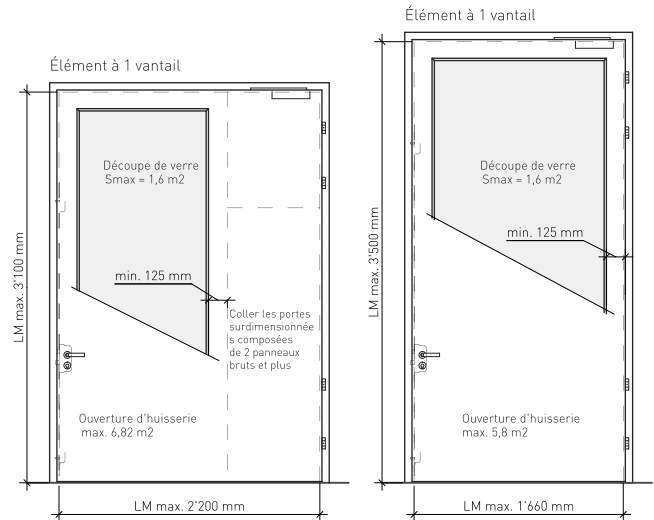 Élément à 1 vantail
Découpe de verre
Smax = 1,6 m2
min. 125 mm
Coller les portes
surdimensionnée
s composées
de 2 panneaux
bruts et plus
Ouverture d'huisserie
max. 6,82 m2
LM max. 3'100 mm
LM max. 2'200 mm
Élément à 1 vantail
Découpe de verre
Smax = 1,6 m2
min. 125 mm
Ouverture d'huisserie
max. 5,8 m2
LM max. 3'500 mm
LM max. 1'660 mm